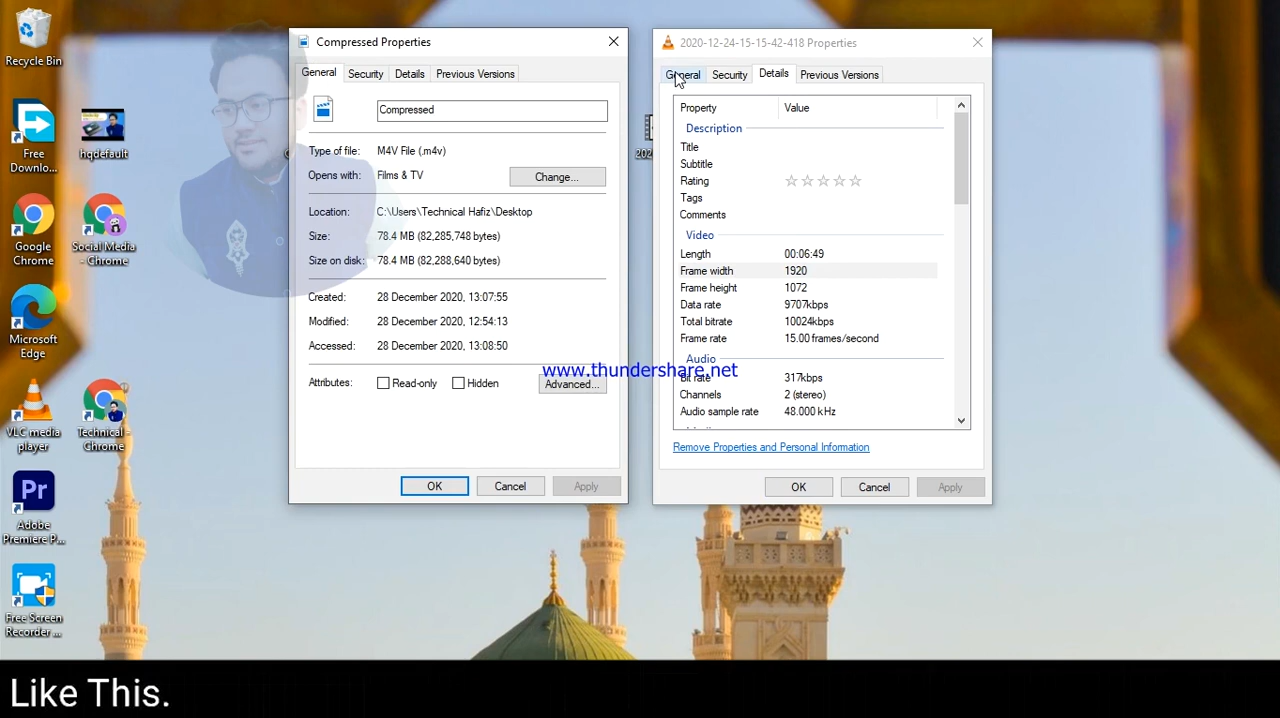 Recycle Bin
Free
Downlo...
hqdefault
Google
Chrome
Social Media
- Chrome
Microsoft
Edge
VLC media
player
Technical -
Chrome
Pr
Adobe
Premiere P...
Free Screen
Recorder ...
Compressed Properties
General
Security
Details
Previous Versions
Compressed
Type of file:
M4V File (.m4v)
Opens with:
Films & TV
Change...
Location:
C:\Users\Technical Hafiz\Desktop
Size:
78.4 MB (82,285,748 bytes)
Size on disk:
78.4 MB (82,288,640 bytes)
Created:
28 December 2020, 13:07:55
Modified:
28 December 2020, 12:54:13
Accessed:
28 December 2020, 13:08:50
Attributes:
Read-only
Hidden
Advanced...
OK
Cancel
Apply
2020-12-24-15-15-42-418 Properties
General
Security
Details
Previous Versions
Property
Value
Description
Title
Subtitle
Rating
Tags
Comments
Video
Length
00:06:49
Frame width
1920
Frame height
1072
Data rate
9707kbps
Total bitrate
10024kbps
Frame rate
15.00 frames/second
Audio
Bit rate
317kbps
Channels
2 (stereo)
Audio sample rate
48.000 kHz
Remove Properties and Personal Information
OK
Cancel
Apply
www.thundershare.net
Like This.